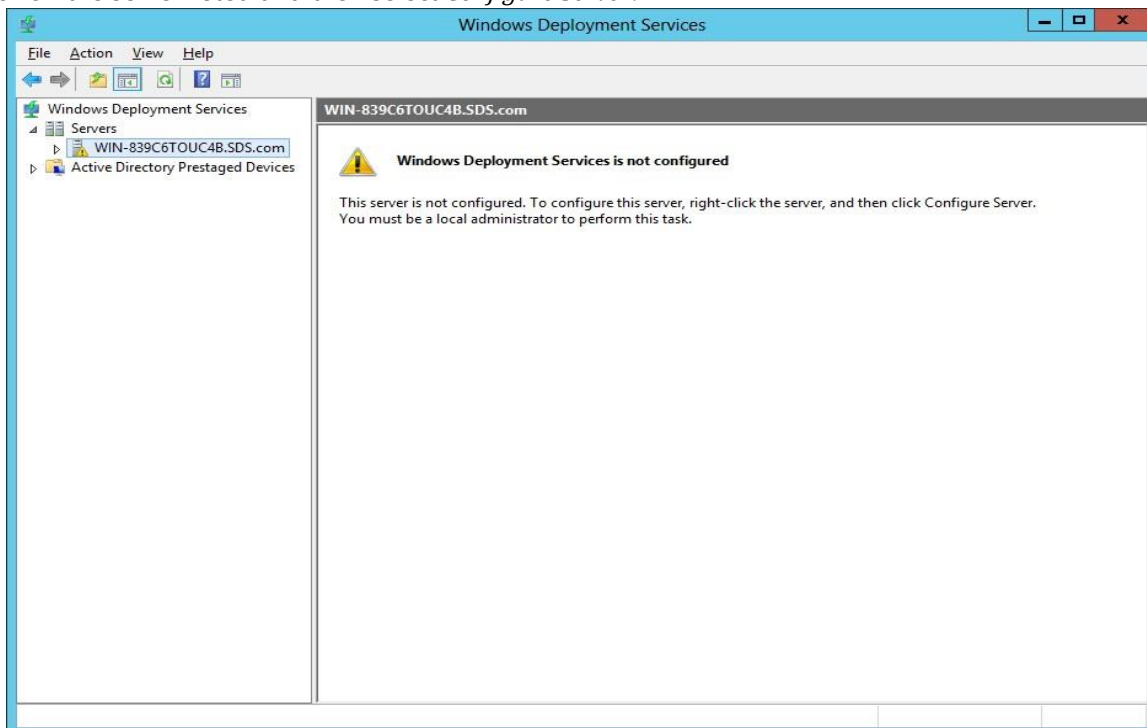 Windows Deployment Services
File Action View Help
Windows Deployment Services
Servers
WIN-839C6TOUC4B.SDS.com
Active Directory Prestaged Devices
WIN-839C6TOUC4B.SDS.com
Windows Deployment Services is not configured
This server is not configured. To configure this server, right-click the server, and then click Configure Server.
You must be a local administrator to perform this task.